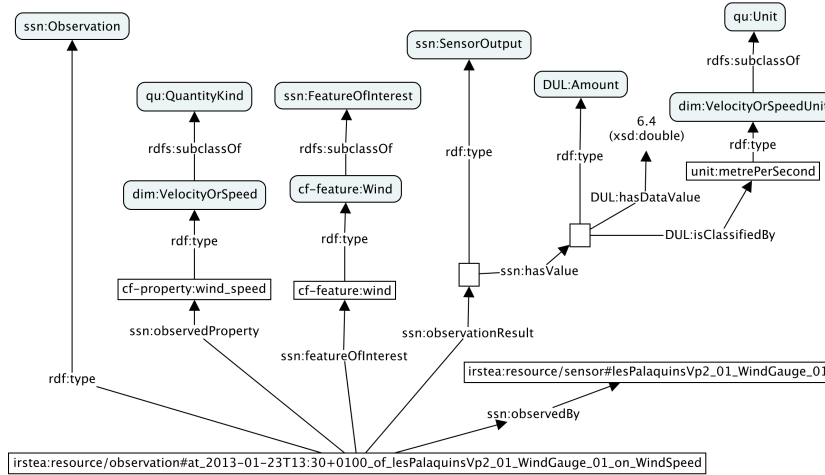 qu:Unit
ssn:Observation
ssn:SensorOutput
rdfs:subclassOf
DUL:Amount
qu:QuantityKind
ssn:FeatureOfInterest
dim:VelocityOrSpeedUnit
6.4
(xsd:double)
rdfs:subclassOf
rdfs:subclassOf
rdf:type
rdf:type
rdf:type
unit:metrePerSecond
dim:VelocityOrSpeed
cf-feature:Wind
DUL:hasDataValue
rdf:type
rdf:type
DUL:isClassifiedBy
ssn:hasValue
cf-property:wind_speed
cf-feature:wind
ssn:observedProperty
ssn:observationResult
ssn:featureOfInterest
rdf:type
irstea:resource/sensor#lesPalaquinsVp2_01_WindGauge_01
ssn:observedBy
irstea:resource/observation#at_2013-01-23T13:30+0100_of_lesPalaquinsVp2_01_WindGauge_01_on_WindSpeed